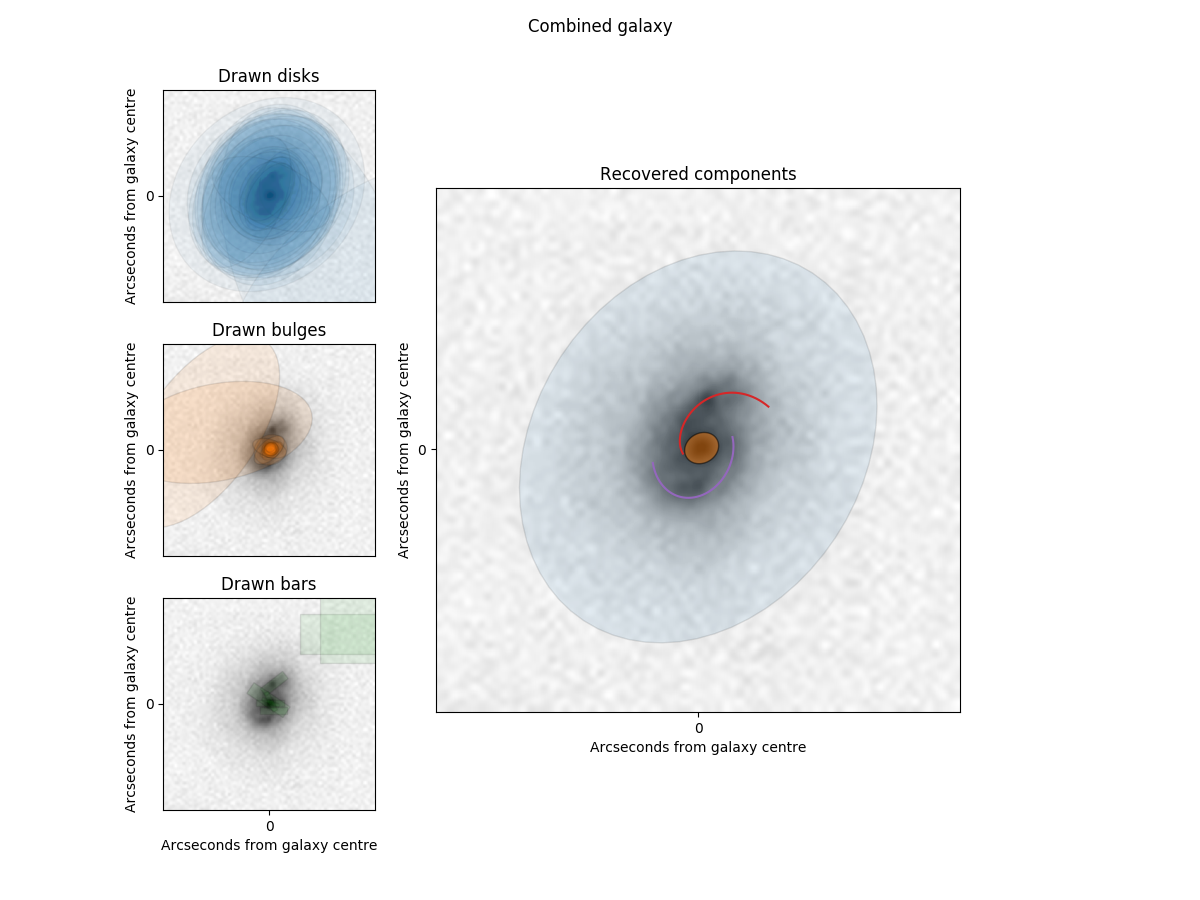 Combined galaxy
Drawn disks
Arcseconds from galaxy centre
0
Drawn bulges
Arcseconds from galaxy centre
0
Drawn bars
Arcseconds from galaxy centre
0
0
Arcseconds from galaxy centre
Recovered components
Arcseconds from galaxy centre
0
0
Arcseconds from galaxy centre